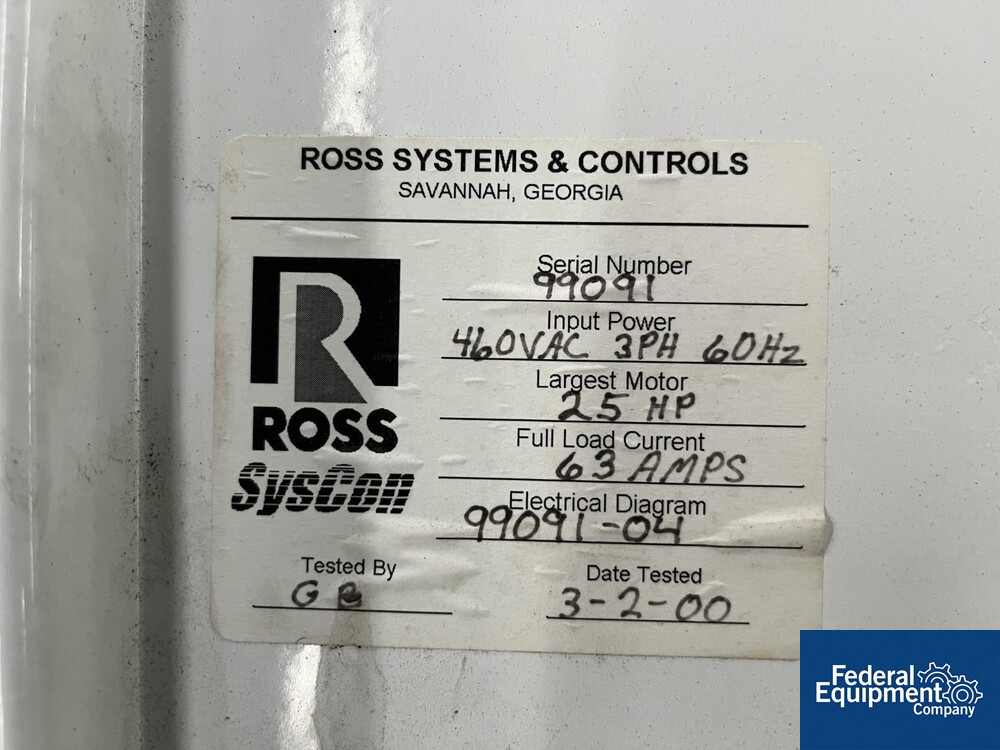 ROSS SYSTEMS & CONTROLS
SAVANNAH, GEORGIA
R
ROSS
SysCon
Serial Number
99091
Input Power
460VAC 3PH 60Hz
Largest Motor
25 HP
Full Load Current
63 AMPS
Electrical Diagram
99091-04
Tested By
G
Date Tested
3-2-00
Federal
Equipment
Company